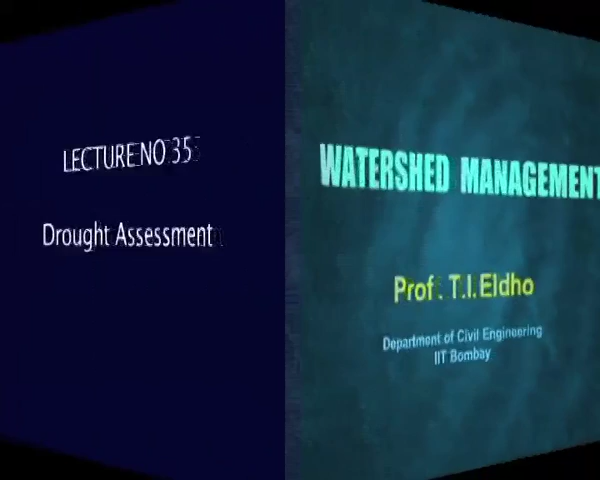 LECTURE NO 35
Drought Assessment
WATERSHED MANAGEMENT
Prof. T.I.Eldho
Department of Civil Engineering
IIT Bombay